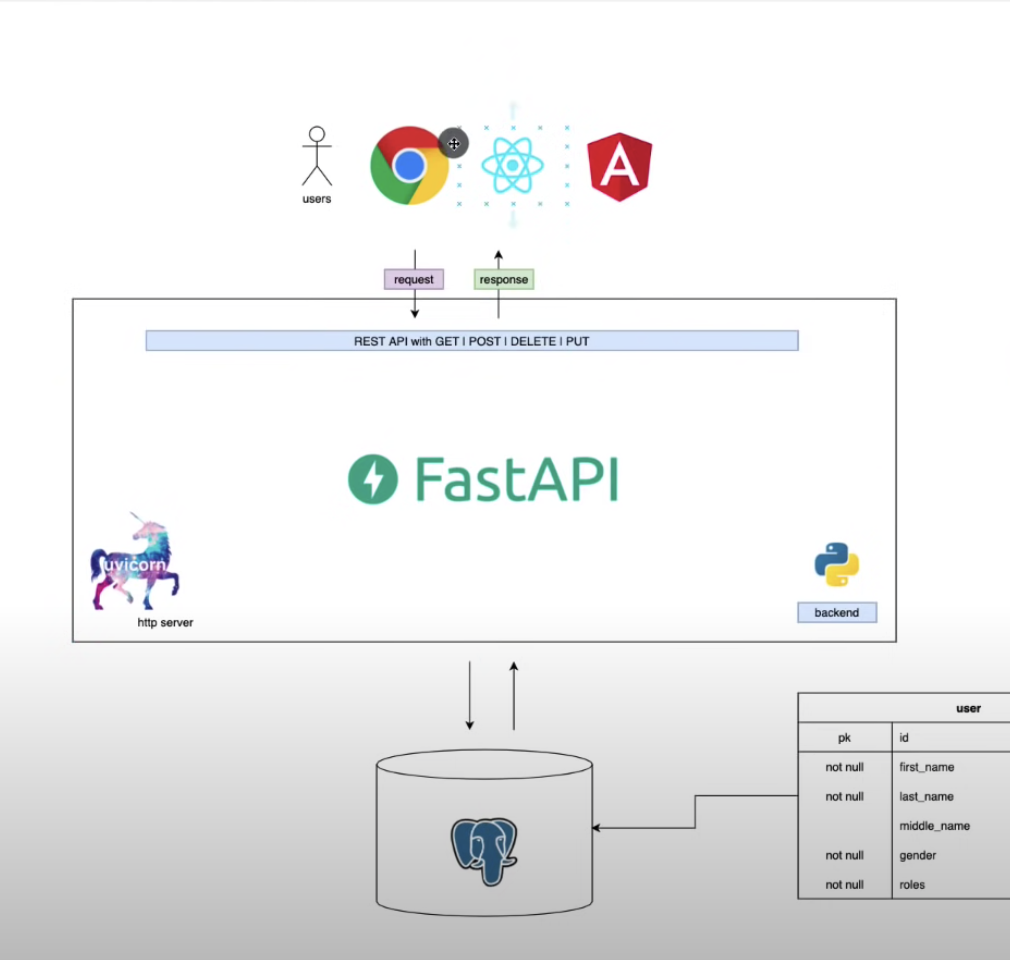 users
request
response
REST API with GET | POST | DELETE | PUT
FastAPI
uvicorn
http server
backend
user
pk id
not null first_name
not null last_name
middle_name
not null gender
not null roles